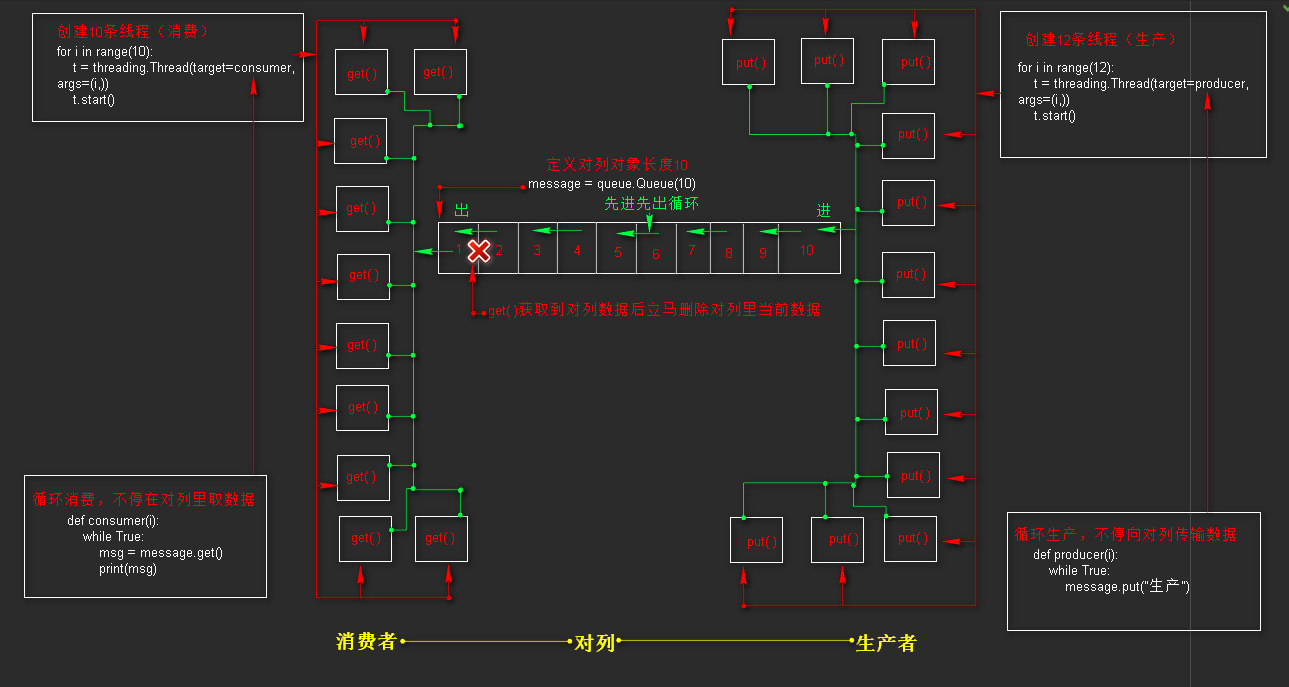 创建10条线程（消费）
for i in range(10):
t = threading.Thread(target=consumer,
args=(i,))
t.start()
get( )
get( )
get( )
get( )
get( )
get( )
get( )
get( )
get( )
get( )
循环消费，不停在对列里取数据
def consumer(i):
while True:
msg = message.get()
print(msg)
定义对列对象长度10
message = queue.Queue(10)
先进先出循环
出
进
1 2 3 4 5 6 7 8 9 10
get( )获取到对列数据后立马删除对列里当前数据
put( )
put( )
put( )
put( )
put( )
put( )
put( )
put( )
put( )
put( )
put( )
put( )
创建12条线程（生产）
for i in range(12):
t = threading.Thread(target=producer,
args=(i,))
t.start()
循环生产，不停向对列传输数据
def producer(i):
while True:
message.put("生产")
消费者 对列 生产者